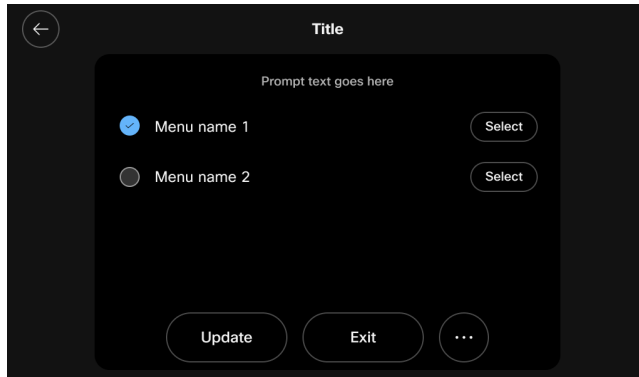 Title
Prompt text goes here
Menu name 1 Select
Menu name 2 Select
Update Exit ...